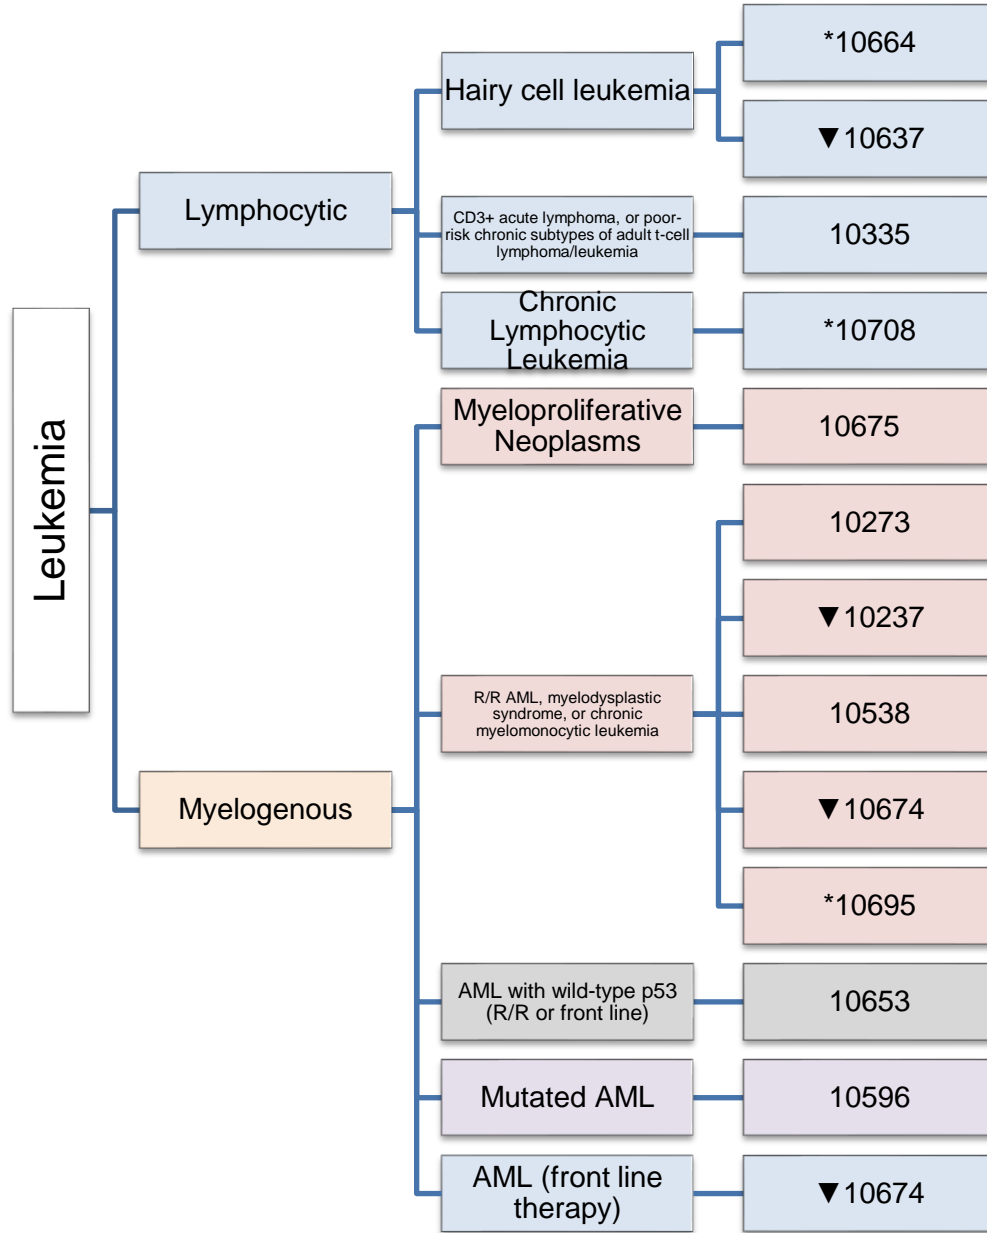 Leukemia
Lymphocytic
Hairy cell leukemia
*10664
▼10637
CD3+ acute lymphoma, or poor-
risk chronic subtypes of adult t-cell
lymphoma/leukemia
10335
Chronic
Lymphocytic
Leukemia
*10708
Myelogenous
Myeloproliferative
Neoplasms
10675
R/R AML, myelodysplastic
syndrome, or chronic
myelomonocytic leukemia
10273
▼10237
10538
▼10674
*10695
AML with wild-type p53
(R/R or front line)
10653
Mutated AML
10596
AML (front line
therapy)
▼10674